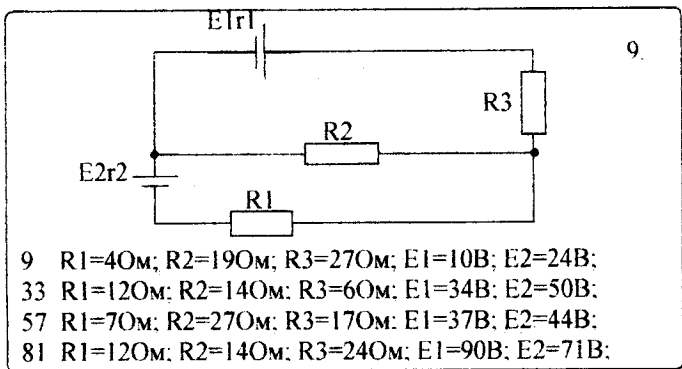 E1r1
9.
R3
R2
E2r2
R1
9 R1=4Ом; R2=19Ом; R3=27Ом; E1=10В; E2=24В;
33 R1=12Ом; R2=14Ом; R3=6Ом; E1=34В; E2=50В;
57 R1=7Ом; R2=27Ом; R3=17Ом; E1=37В; E2=44В;
81 R1=12Ом; R2=14Ом; R3=24Ом; E1=90В; E2=71В;